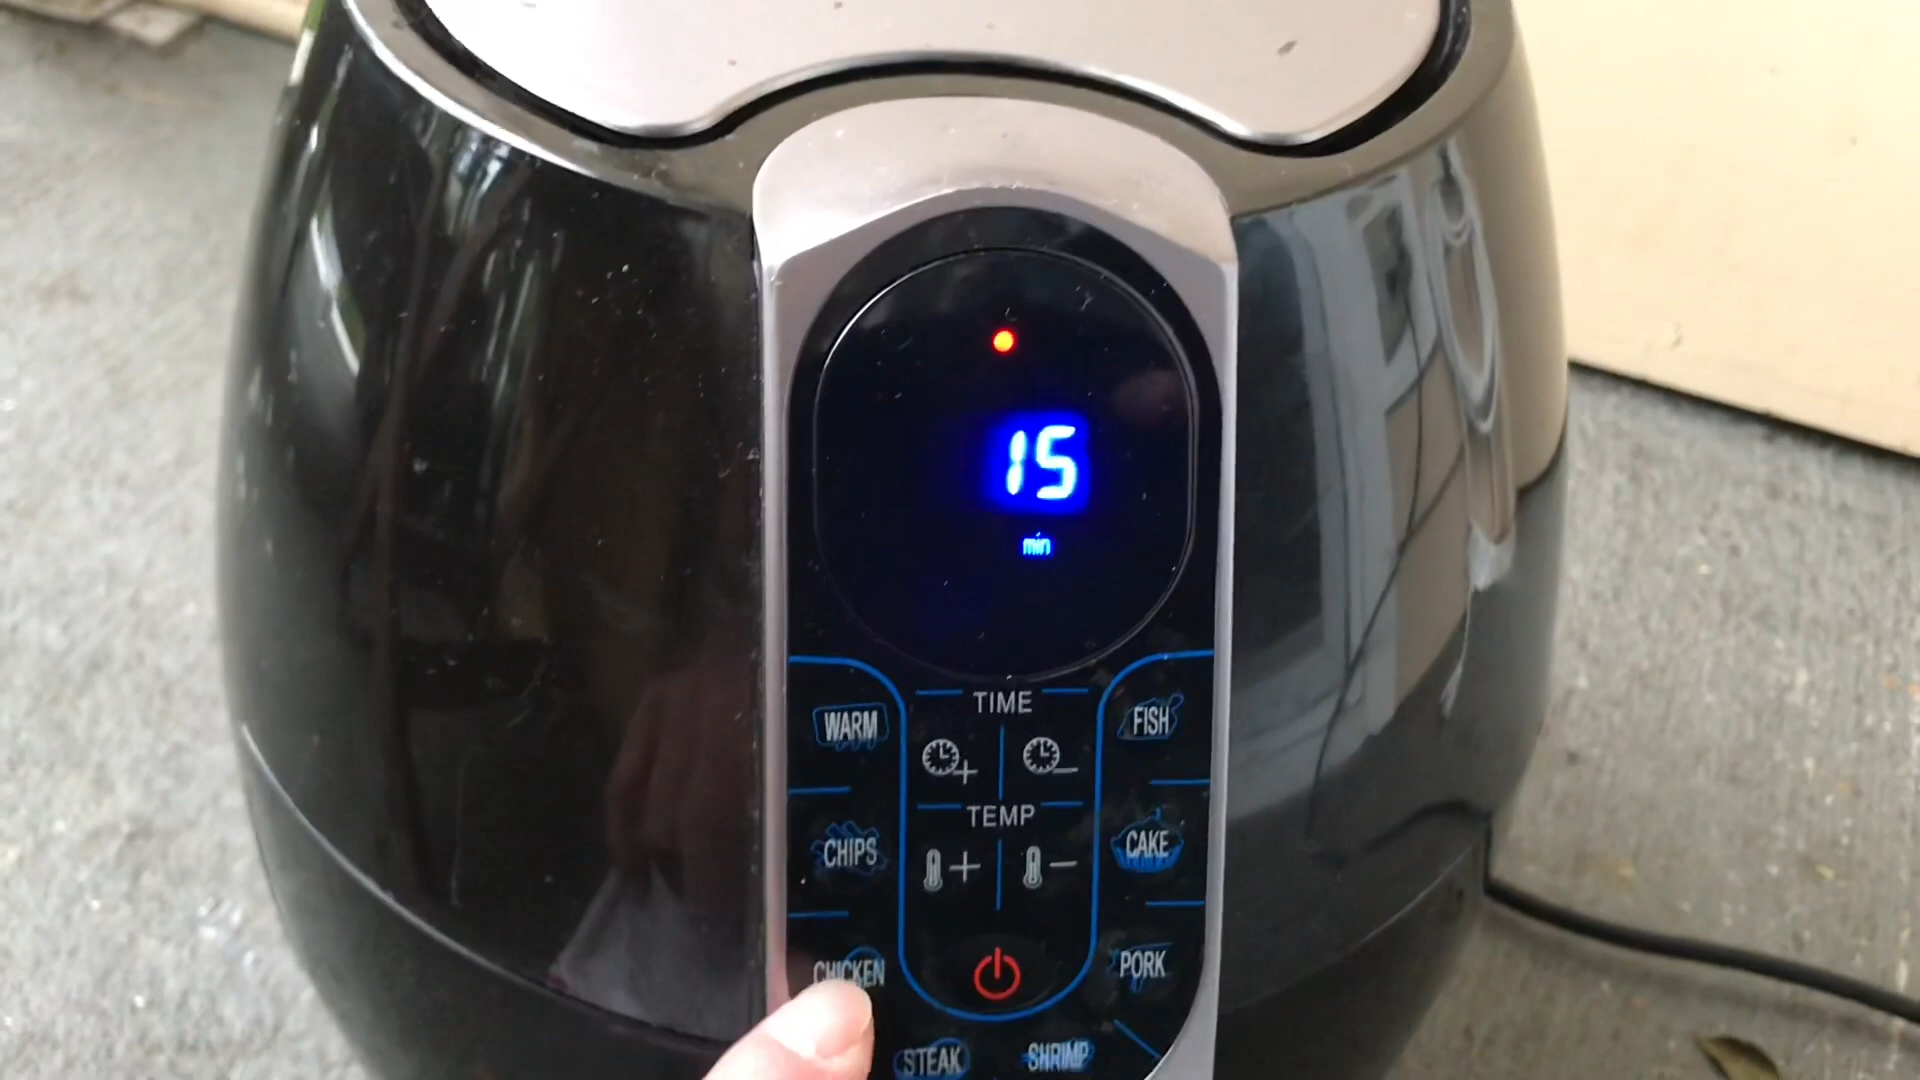 15
min
TIME
WARM
FISH
TEMP
CHIPS
CAKE
CHICKEN
PORK
STEAK
SHRIMP